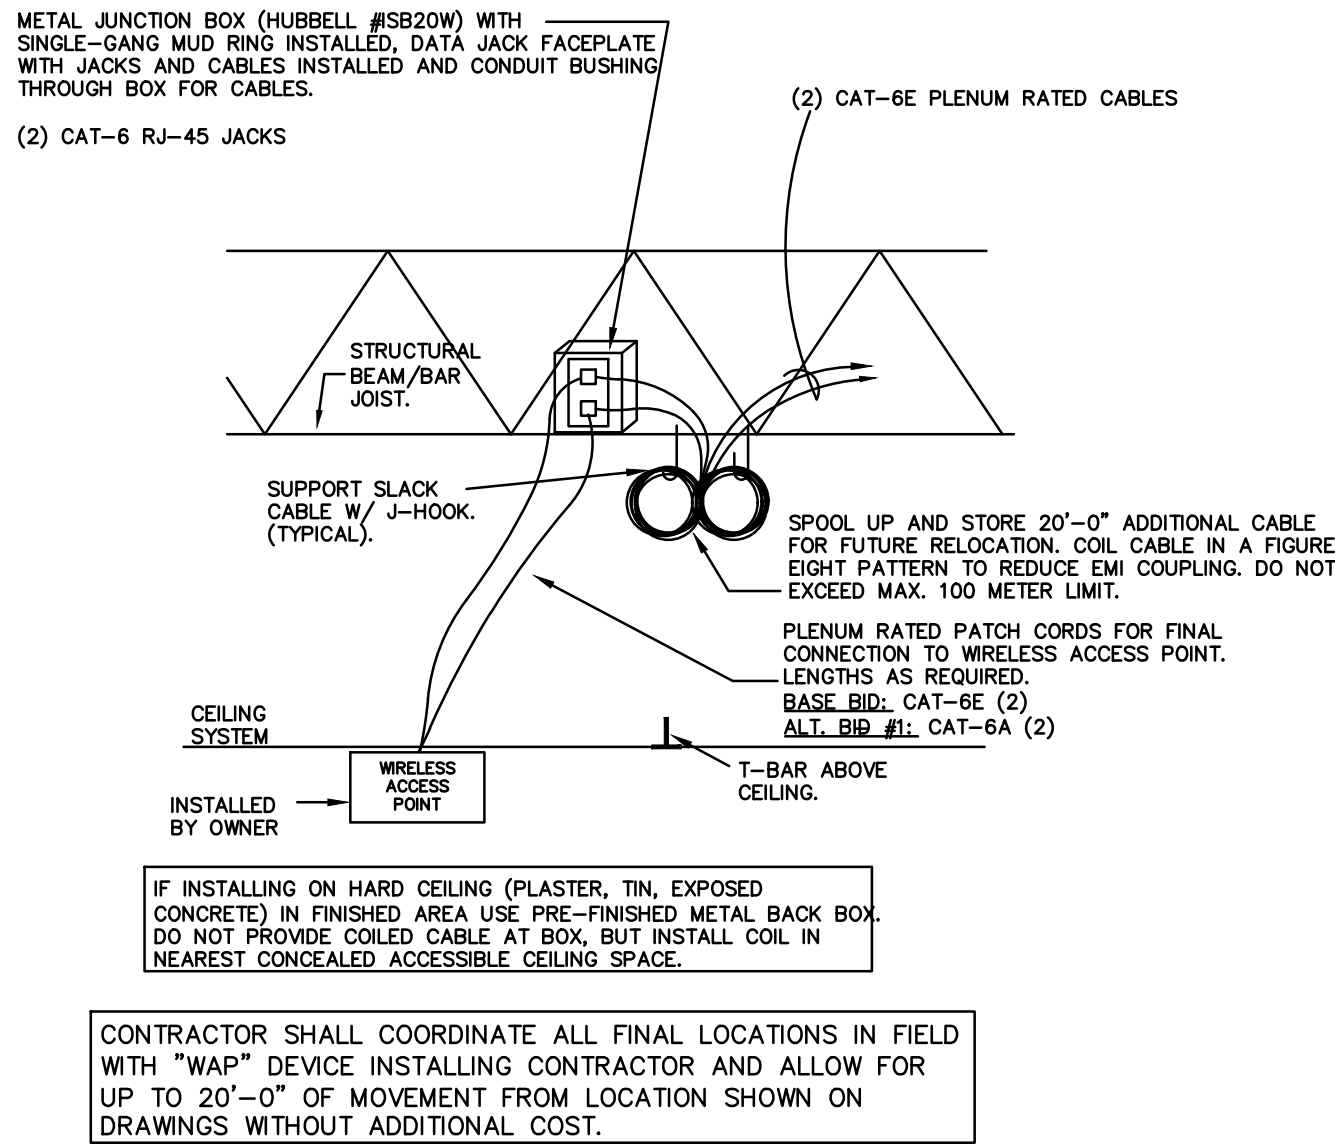 METAL JUNCTION BOX (HUBBELL #ISB20W) WITH
SINGLE-GANG MUD RING INSTALLED, DATA JACK FACEPLATE
WITH JACKS AND CABLES INSTALLED AND CONDUIT BUSHING
THROUGH BOX FOR CABLES.
(2) CAT-6 RJ-45 JACKS
(2) CAT-6E PLENUM RATED CABLES
STRUCTURAL
BEAM/BAR
JOIST.
SUPPORT SLACK
CABLE W/ J-HOOK.
(TYPICAL).
SPOOL UP AND STORE 20'-0" ADDITIONAL CABLE
FOR FUTURE RELOCATION. COIL CABLE IN A FIGURE
EIGHT PATTERN TO REDUCE EMI COUPLING. DO NOT
EXCEED MAX. 100 METER LIMIT.
PLENUM RATED PATCH CORDS FOR FINAL
CONNECTION TO WIRELESS ACCESS POINT.
LENGTHS AS REQUIRED.
BASE BID: CAT-6E (2)
ALT. BID #1: CAT-6A (2)
CEILING
SYSTEM
WIRELESS
ACCESS
POINT
T-BAR ABOVE
CEILING.
INSTALLED
BY OWNER
IF INSTALLING ON HARD CEILING (PLASTER, TIN, EXPOSED
CONCRETE) IN FINISHED AREA USE PRE-FINISHED METAL BACK BOX.
DO NOT PROVIDE COILED CABLE AT BOX, BUT INSTALL COIL IN
NEAREST CONCEALED ACCESSIBLE CEILING SPACE.
CONTRACTOR SHALL COORDINATE ALL FINAL LOCATIONS IN FIELD
WITH "WAP" DEVICE INSTALLING CONTRACTOR AND ALLOW FOR
UP TO 20'-0" OF MOVEMENT FROM LOCATION SHOWN ON
DRAWINGS WITHOUT ADDITIONAL COST.